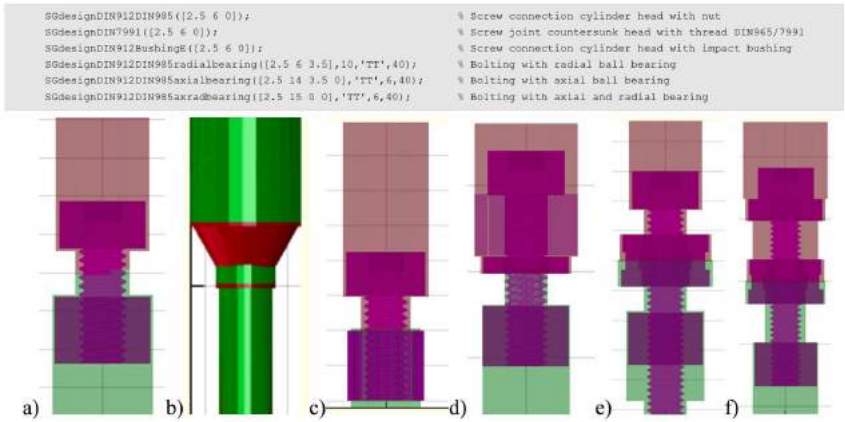 SGdesignDIN912DIN985([2.5 6 0]); % Screw connection cylinder head with nut
SGdesignDIN7991([2.5 6 0]); % Screw joint countersunk head with thread DIN965/7991
SGdesignDIN912BushingE([2.5 6 0]); % Screw connection cylinder head with impact bushing
SGdesignDIN912DIN985radialbearing([2.5 6 3.5],10,'TT',40); % Bolting with radial ball bearing
SGdesignDIN912DIN985axialbearing([2.5 14 3.5 0],'TT',6,40); % Bolting with axial ball bearing
SGdesignDIN912DIN985axradbearing([2.5 15 0 0],'TT',6,40); % Bolting with axial and radial bearing
a) b) c) d) e) f)